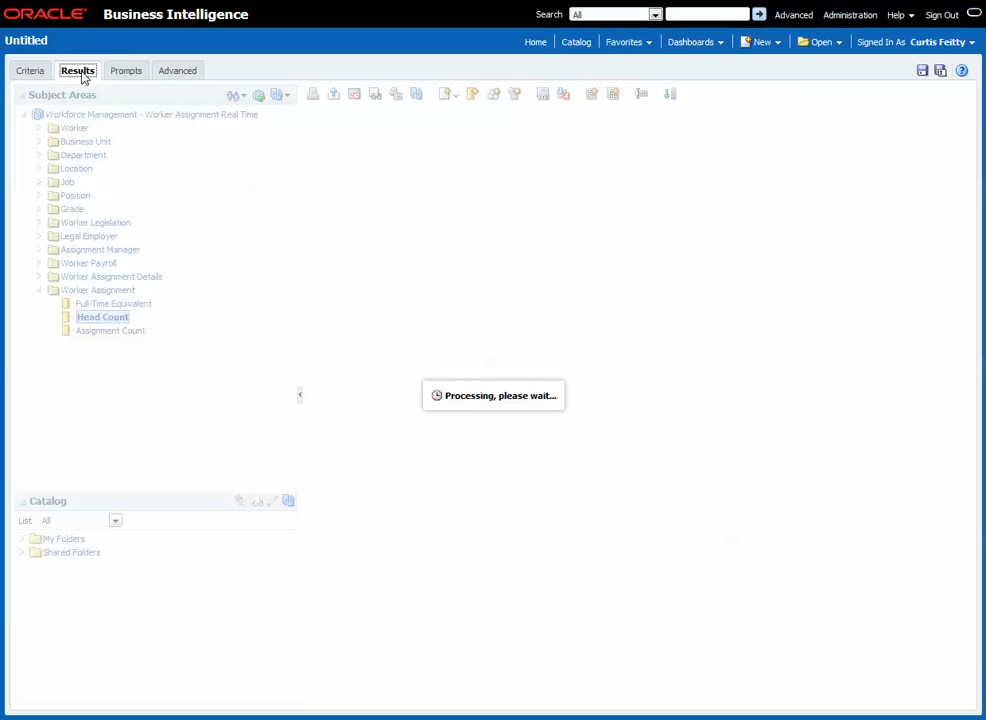 ORACLE Business Intelligence Search All Advanced Administration Help Sign Out
Untitled Home Catalog Favorites Dashboards New Open Signed In As Curtis Feitty
Criteria Results Prompts Advanced
Subject Areas
Workforce Management - Worker Assignment Real Time
Worker
Business Unit
Department
Location
Job
Position
Grade
Worker Legislation
Legal Employer
Assignment Manager
Worker Payroll
Worker Assignment Details
Worker Assignment
Full-Time Equivalent
Head Count
Assignment Count
Processing, please wait...
Catalog
List All
My Folders
Shared Folders